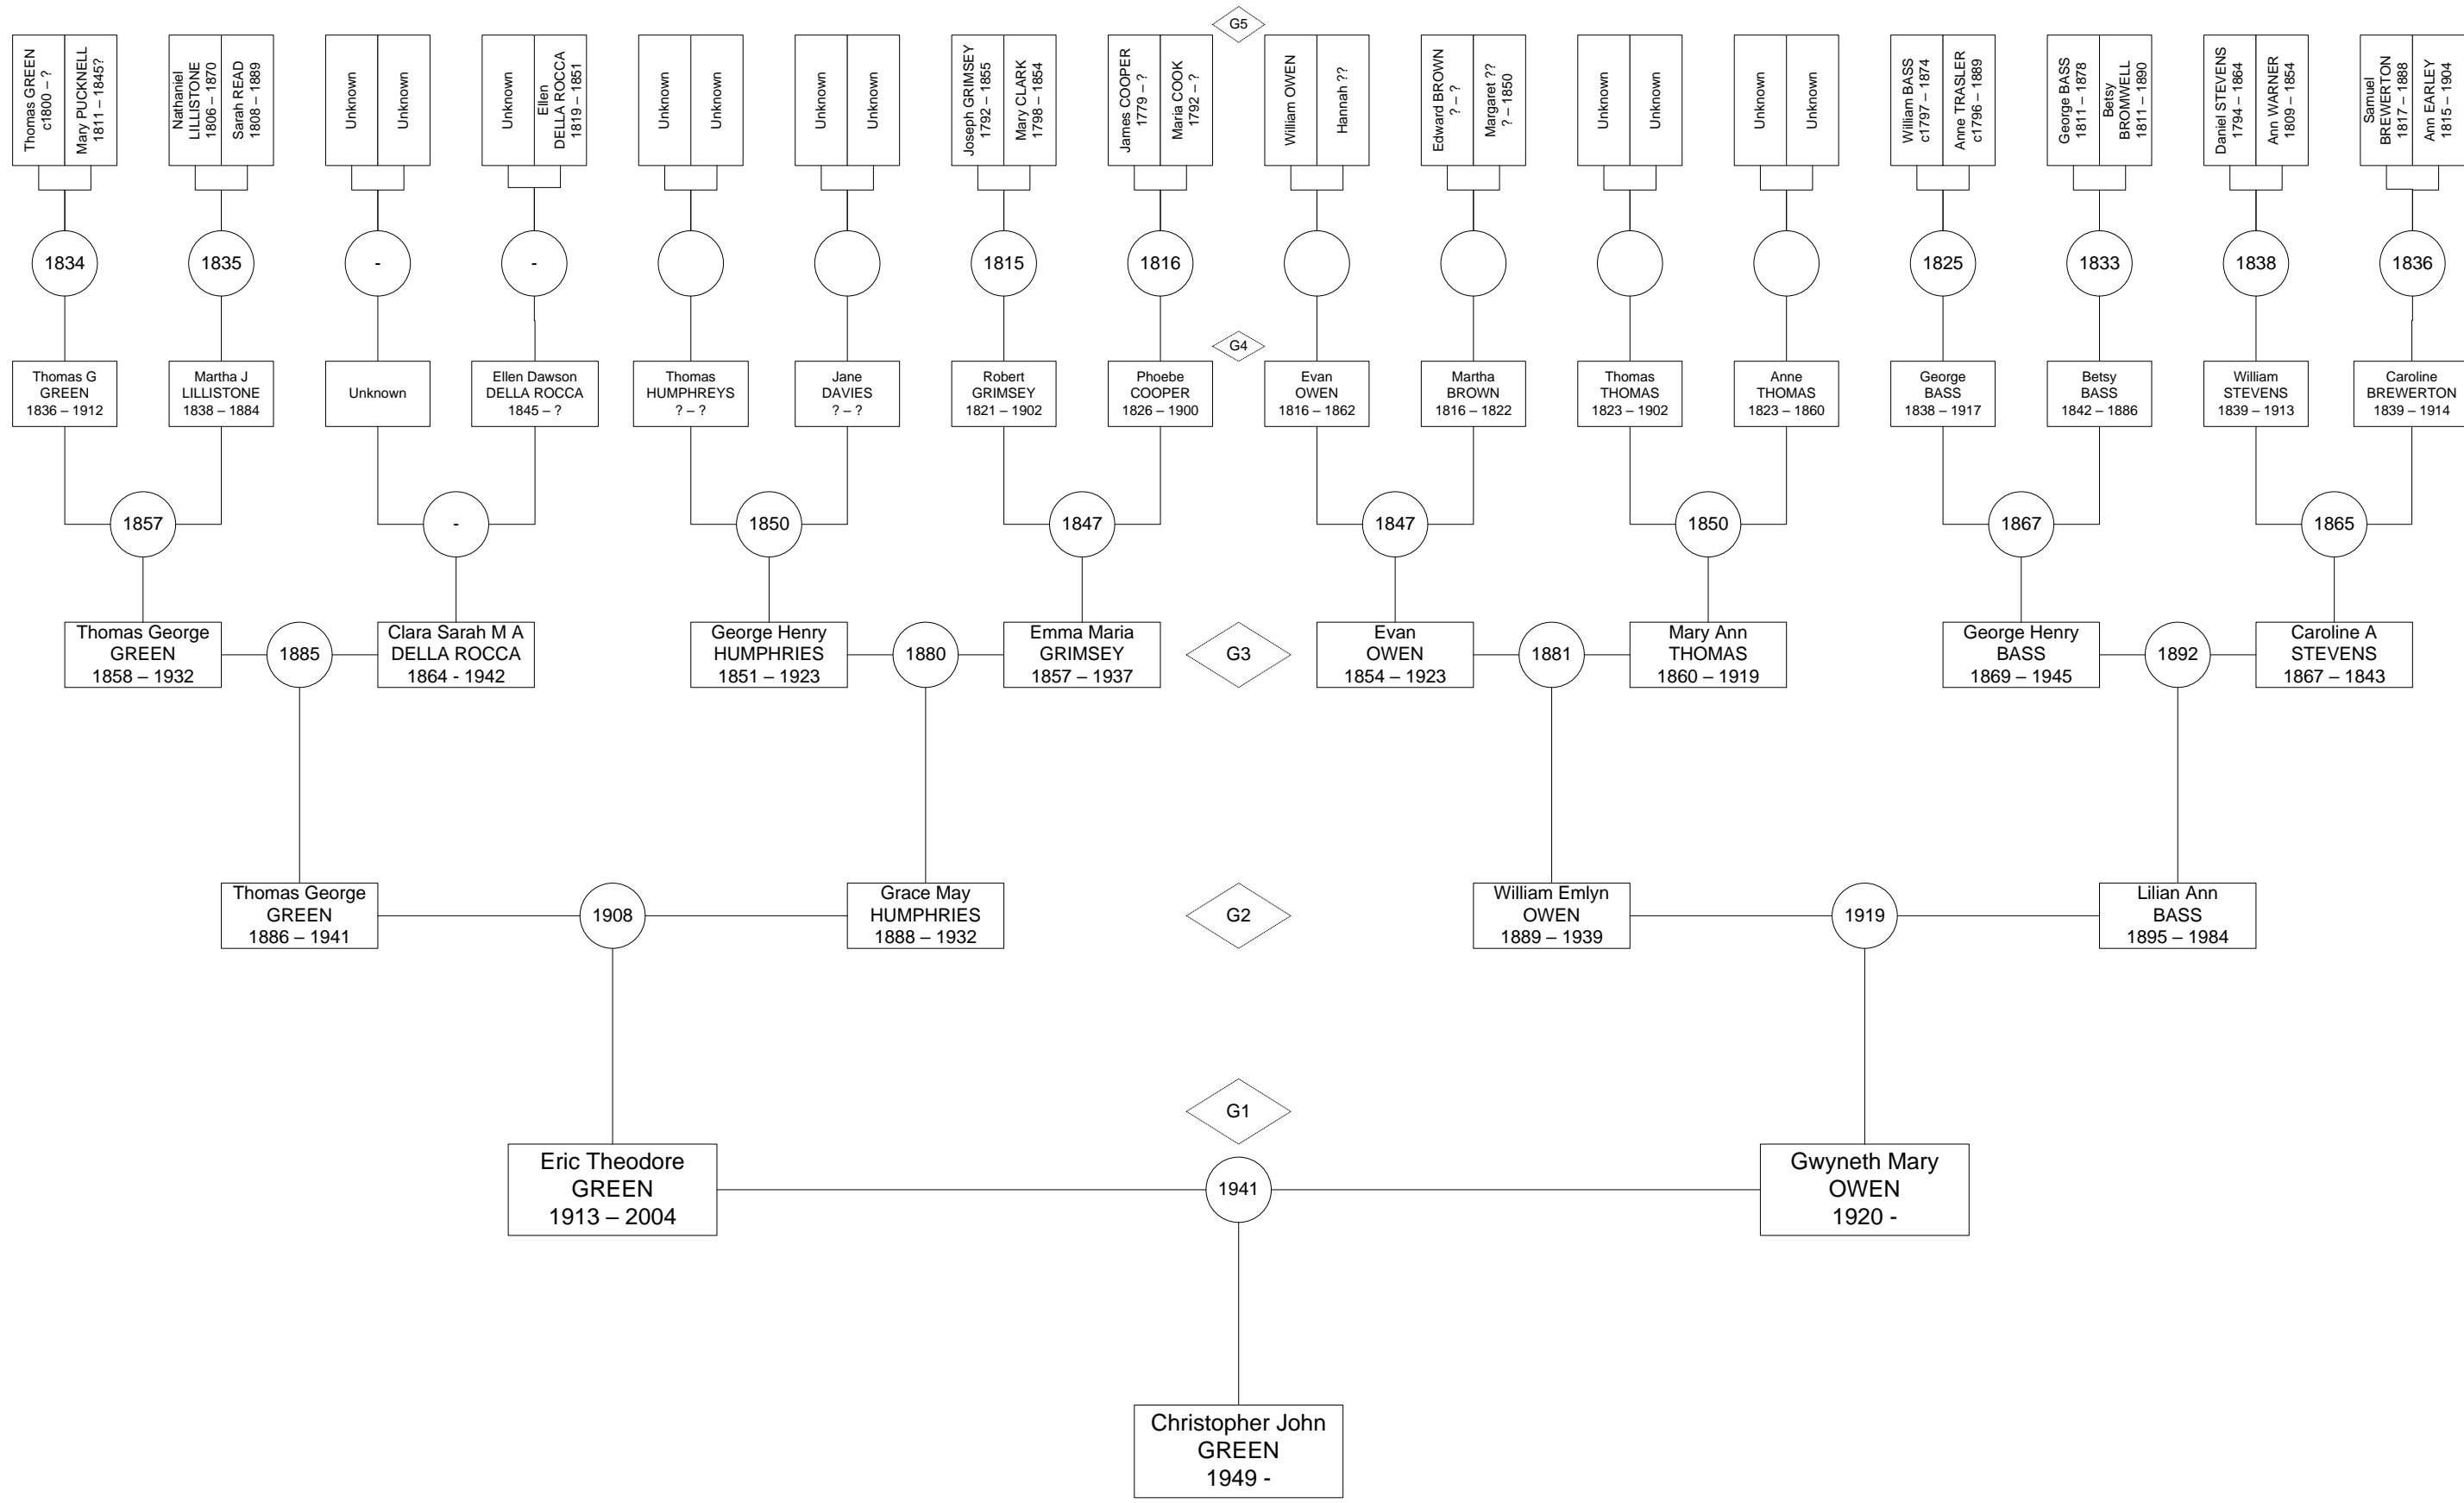 G5
Thomas GREEN
c1800 – ?
Mary PUCKNELL
1811 – 1845?
Nathaniel
LILLISTONE
1806 – 1870
Sarah READ
1808 – 1889
Unknown
Unknown
Unknown
Ellen
DELLA ROCCA
1819 – 1851
Unknown
Unknown
Unknown
Unknown
Joseph GRIMSEY
1792 – 1855
Mary CLARK
1798 – 1854
James COOPER
1779 – ?
Maria COOK
1792 – ?
William OWEN
Hannah ??
Edward BROWN
? – ?
Margaret ??
? – 1850
Unknown
Unknown
Unknown
Unknown
William BASS
c1797 – 1874
Anne TRASLER
c1796 – 1889
George BASS
1811 – 1878
Betsy
BROMWELL
1811 – 1890
Daniel STEVENS
1794 – 1864
Ann WARNER
1809 – 1854
Samuel
BREWERTON
1817 – 1888
Ann EARLEY
1815 – 1904
1834
1835
-
-
1815
1816
1825
1833
1838
1836
G4
Thomas G
GREEN
1836 – 1912
Martha J
LILLISTONE
1838 – 1884
Unknown
Ellen Dawson
DELLA ROCCA
1845 – ?
Thomas
HUMPHREYS
? – ?
Jane
DAVIES
? – ?
Robert
GRIMSEY
1821 – 1902
Phoebe
COOPER
1826 – 1900
Evan
OWEN
1816 – 1862
Martha
BROWN
1816 – 1822
Thomas
THOMAS
1823 – 1902
Anne
THOMAS
1823 – 1860
George
BASS
1838 – 1917
Betsy
BASS
1842 – 1886
William
STEVENS
1839 – 1913
Caroline
BREWERTON
1839 – 1914
1857
-
1850
1847
1847
1850
1867
1865
Thomas George
GREEN
1858 – 1932
1885
Clara Sarah M A
DELLA ROCCA
1864 - 1942
George Henry
HUMPHRIES
1851 – 1923
1880
Emma Maria
GRIMSEY
1857 – 1937
G3
Evan
OWEN
1854 – 1923
1881
Mary Ann
THOMAS
1860 – 1919
George Henry
BASS
1869 – 1945
1892
Caroline A
STEVENS
1867 – 1843
Thomas George
GREEN
1886 – 1941
1908
Grace May
HUMPHRIES
1888 – 1932
G2
William Emlyn
OWEN
1889 – 1939
1919
Lilian Ann
BASS
1895 – 1984
G1
Eric Theodore
GREEN
1913 – 2004
1941
Gwyneth Mary
OWEN
1920 -
Christopher John
GREEN
1949 -